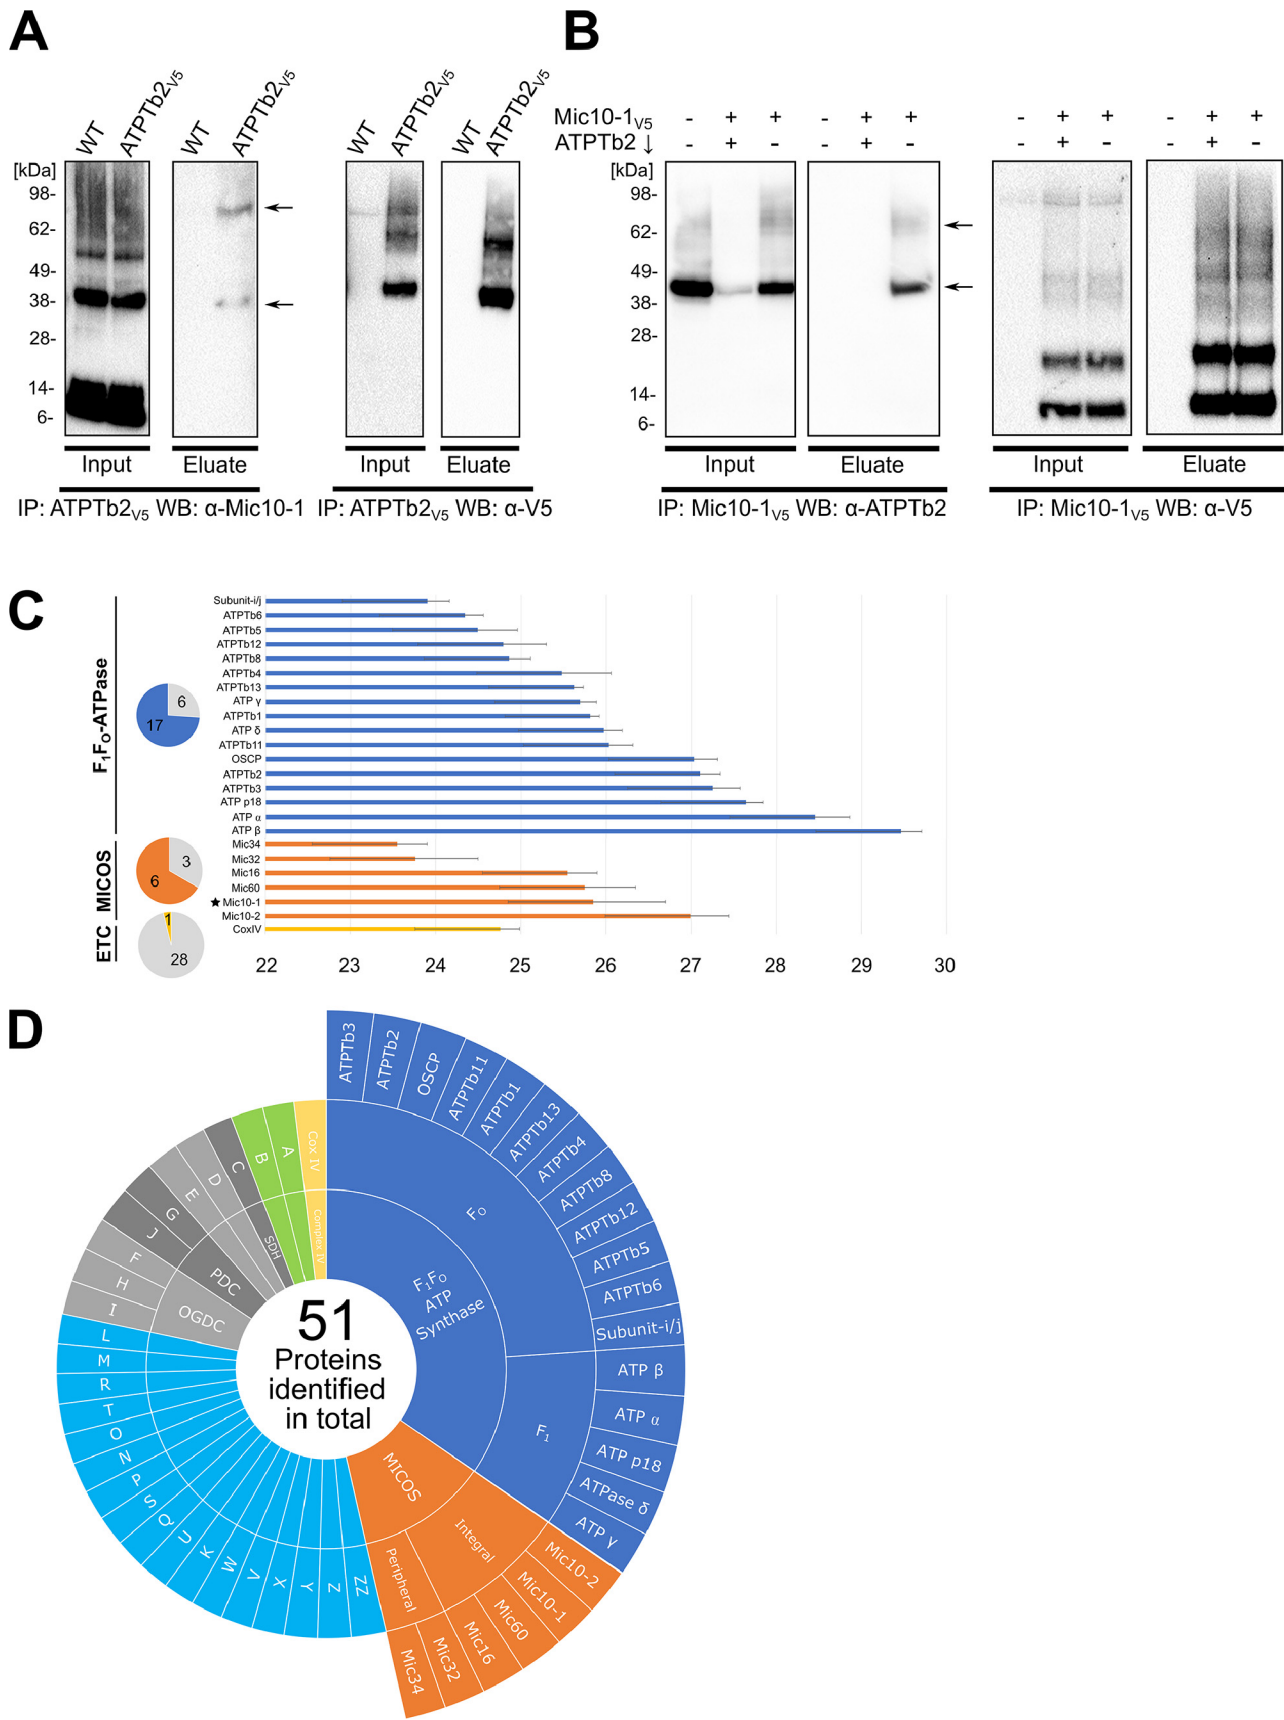 A
WT
ATPTb2V5
WT
ATPTb2V5
WT
ATPTb2V5
WT
ATPTb2V5
[kDa]
98-
62-
49-
38-
28-
14-
6-
Input
Eluate
Input
Eluate
IP: ATPTb2V5 WB: α-Mic10-1
IP: ATPTb2V5 WB: α-V5
B
Mic10-1V5 - + + - + + - + + - + +
ATPTb2 ↓ - + - - + - - + - - + -
[kDa]
98-
62-
49-
38-
28-
14-
6-
Input
Eluate
Input
Eluate
IP: Mic10-1V5 WB: α-ATPTb2
IP: Mic10-1V5 WB: α-V5
C
F1FO-ATPase
6
17
Subunit-i/j
ATPTb6
ATPTb5
ATPTb12
ATPTb8
ATPTb4
ATPTb13
ATP γ
ATPTb1
ATP δ
ATPTb11
OSCP
ATPTb2
ATPTb3
ATP p18
ATP α
ATP β
MICOS
3
6
Mic34
Mic32
Mic16
Mic60
★ Mic10-1
Mic10-2
ETC
1
28
CoxIV
22 23 24 25 26 27 28 29 30
D
51
Proteins
identified
in total
F1FO
ATP
Synthase
FO
ATPTb3
ATPTb2
OSCP
ATPTb11
ATPTb1
ATPTb13
ATPTb4
ATPTb8
ATPTb12
ATPTb5
ATPTb6
Subunit-i/j
F1
ATP β
ATP α
ATP p18
ATPase δ
ATP γ
MICOS
Integral
Mic10-2
Mic10-1
Mic60
Mic16
Peripheral
Mic32
Mic34
ZZ
Z
Y
X
V
W
K
U
Q
S
P
N
O
T
R
M
L
OGDC
I
H
F
PDC
J
G
E
D
C
SDH
B
A
Complex IV
Cox IV